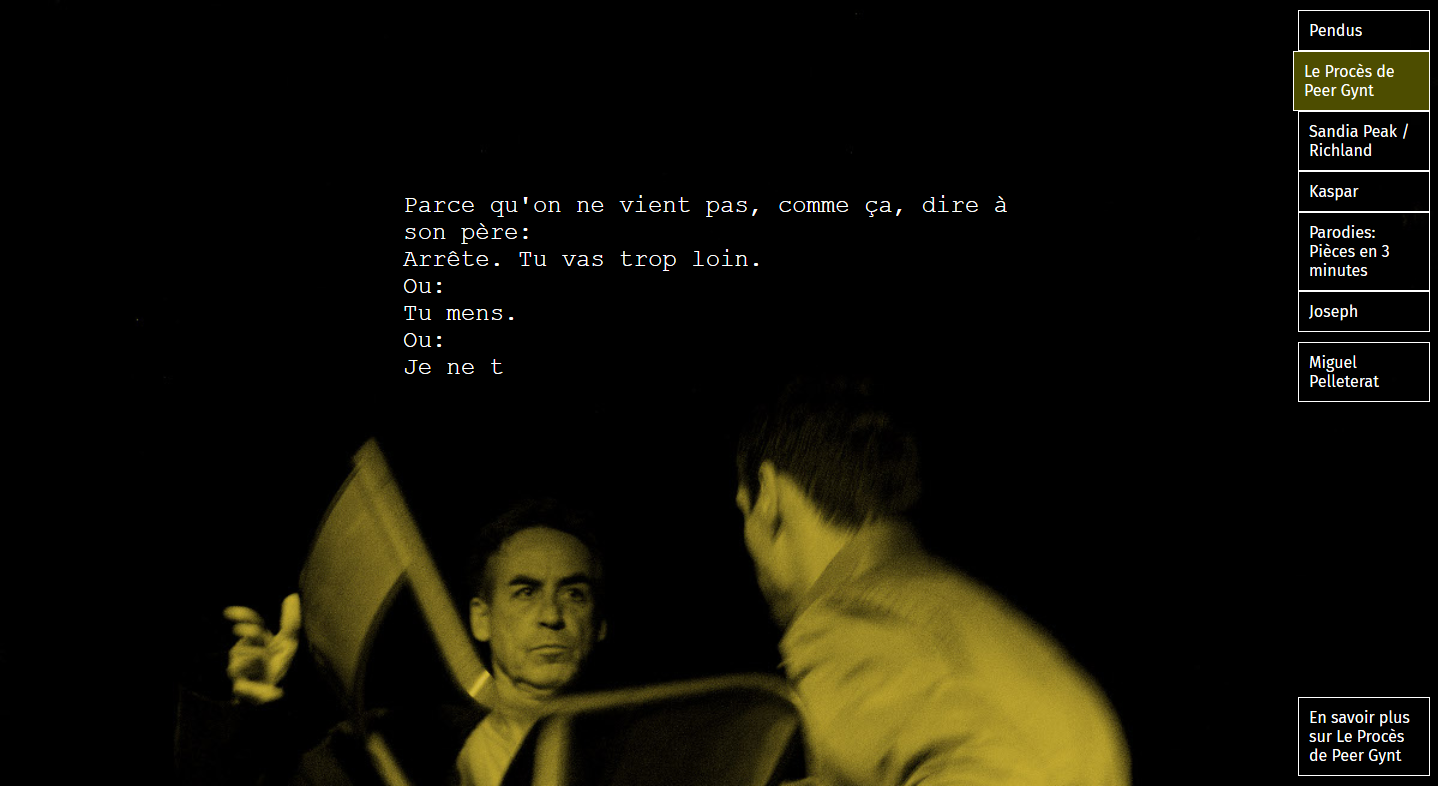 Parce qu'on ne vient pas, comme ça, dire à
son père:
Arrête. Tu vas trop loin.
Ou:
Tu mens.
Ou:
Je ne t
Pendus
Le Procès de
Peer Gynt
Sandia Peak /
Richland
Kaspar
Parodies:
Pièces en 3
minutes
Joseph
Miguel
Pelleterat
En savoir plus
sur Le Procès
de Peer Gynt